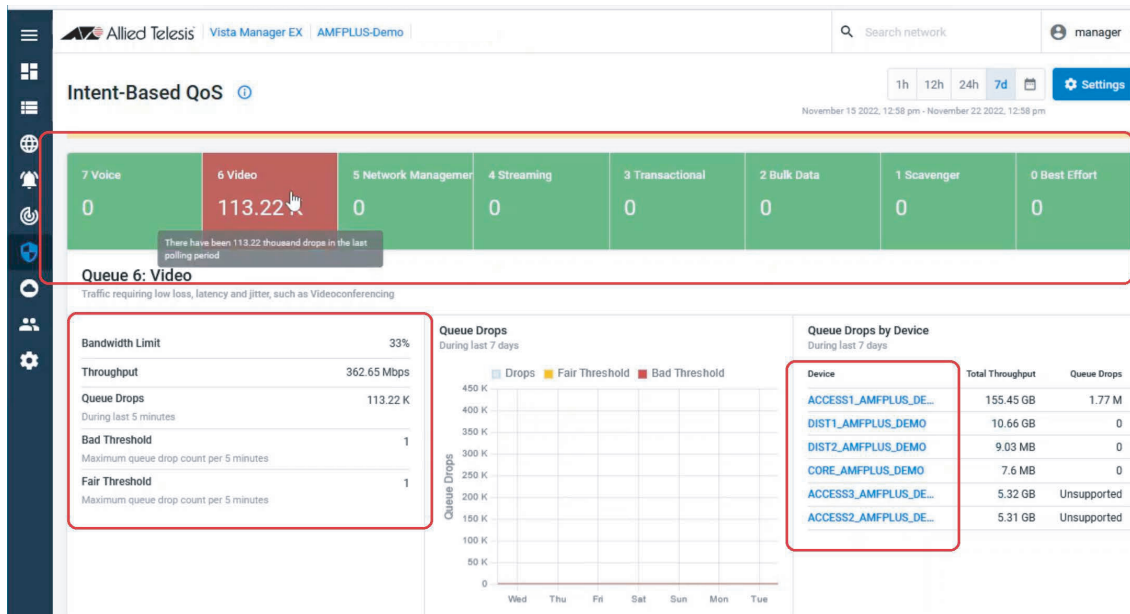 Allied Telesis Vista Manager EX AMFPLUS-Demo Search network manager
Intent-Based QoS 1h 12h 24h 7d Settings
November 15 2022, 12:58 pm - November 22 2022, 12:58 pm
7 Voice 6 Video 5 Network Managemer 4 Streaming 3 Transactional 2 Bulk Data 1 Scavenger 0 Best Effort
0 113.22 K 0 0 0 0 0 0
There have been 113.22 thousand drops in the last
polling period
Queue 6: Video
Traffic requiring low loss, latency and jitter, such as Videoconferencing
Bandwidth Limit 33%
Throughput 362.65 Mbps
Queue Drops 113.22 K
During last 5 minutes
Bad Threshold 1
Maximum queue drop count per 5 minutes
Fair Threshold 1
Maximum queue drop count per 5 minutes
Queue Drops
During last 7 days
Drops Fair Threshold Bad Threshold
Queue Drops
450 K
400 K
350 K
300 K
250 K
200 K
150 K
100 K
50 K
0
Wed Thu Fri Sat Sun Mon Tue
Queue Drops by Device
During last 7 days
Device Total Throughput Queue Drops
ACCESS1_AMFPLUS_DE... 155.45 GB 1.77 M
DIST1_AMFPLUS_DEMO 10.66 GB 0
DIST2_AMFPLUS_DEMO 9.03 MB 0
CORE_AMFPLUS_DEMO 7.6 MB 0
ACCESS3_AMFPLUS_DE... 5.32 GB Unsupported
ACCESS2_AMFPLUS_DE... 5.31 GB Unsupported